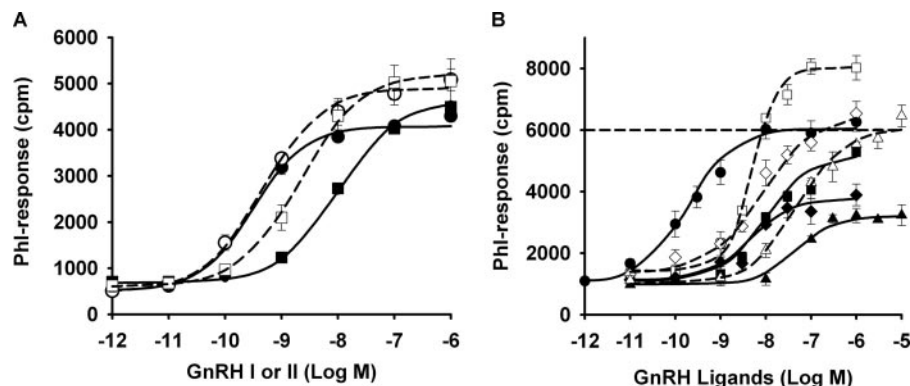 A
PhI-response (cpm)
6000
5000
4000
3000
2000
1000
0
-12 -11 -10 -9 -8 -7 -6
GnRH I or II (Log M)
B
PhI-response (cpm)
8000
6000
4000
2000
0
-12 -11 -10 -9 -8 -7 -6 -5
GnRH Ligands (Log M)